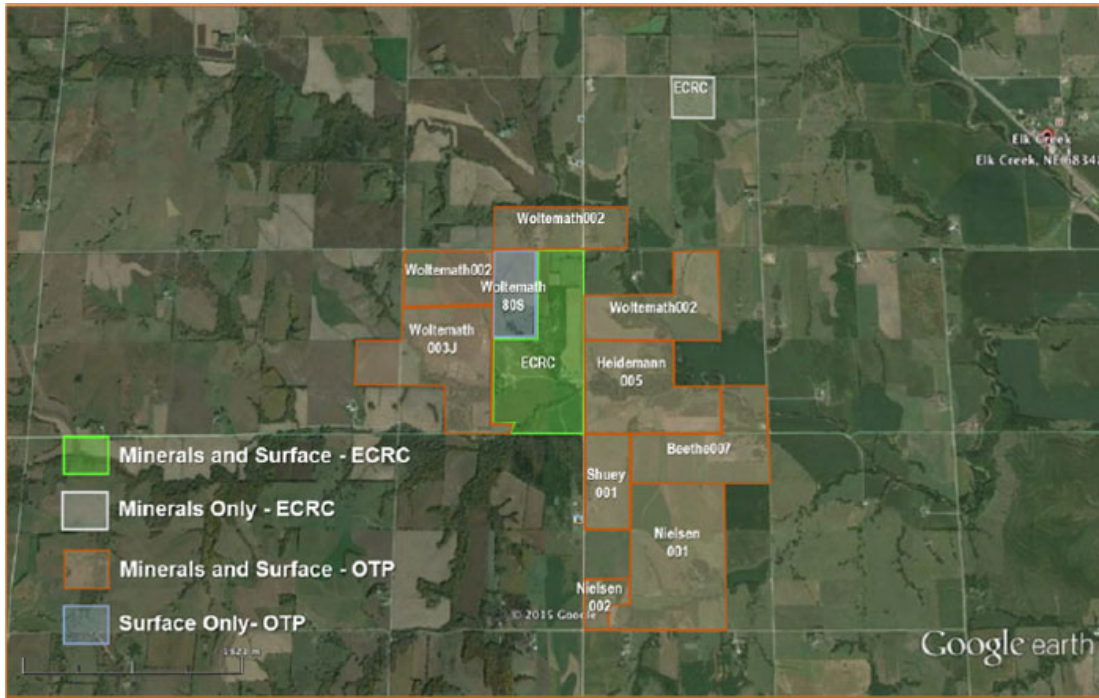 ECRC
Elk Creek
Elk Creek, NE 68348
Woltemath002
Woltemath002
Woltemath
80S
Woltemath002
Woltemath
003J
ECRC
Heidemann
005
Beethe007
Shuey
001
Nielsen
001
Nielsen
002
Minerals and Surface - ECRC
Minerals Only - ECRC
Minerals and Surface - OTP
Surface Only- OTP
© 2015 Google
Google earth